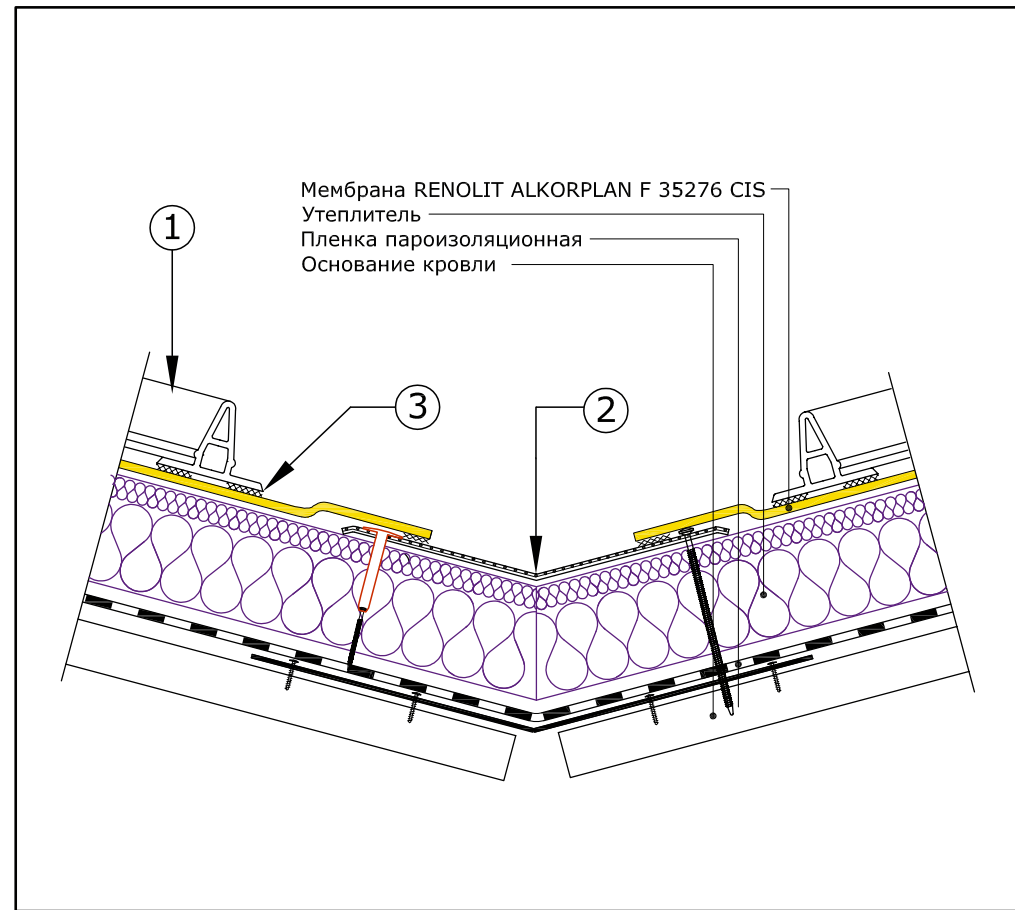 Мембрана RENOLIT ALKORPLAN F 35276 CIS
Утеплитель
Пленка пароизоляционная
Основание кровли
1
3
2